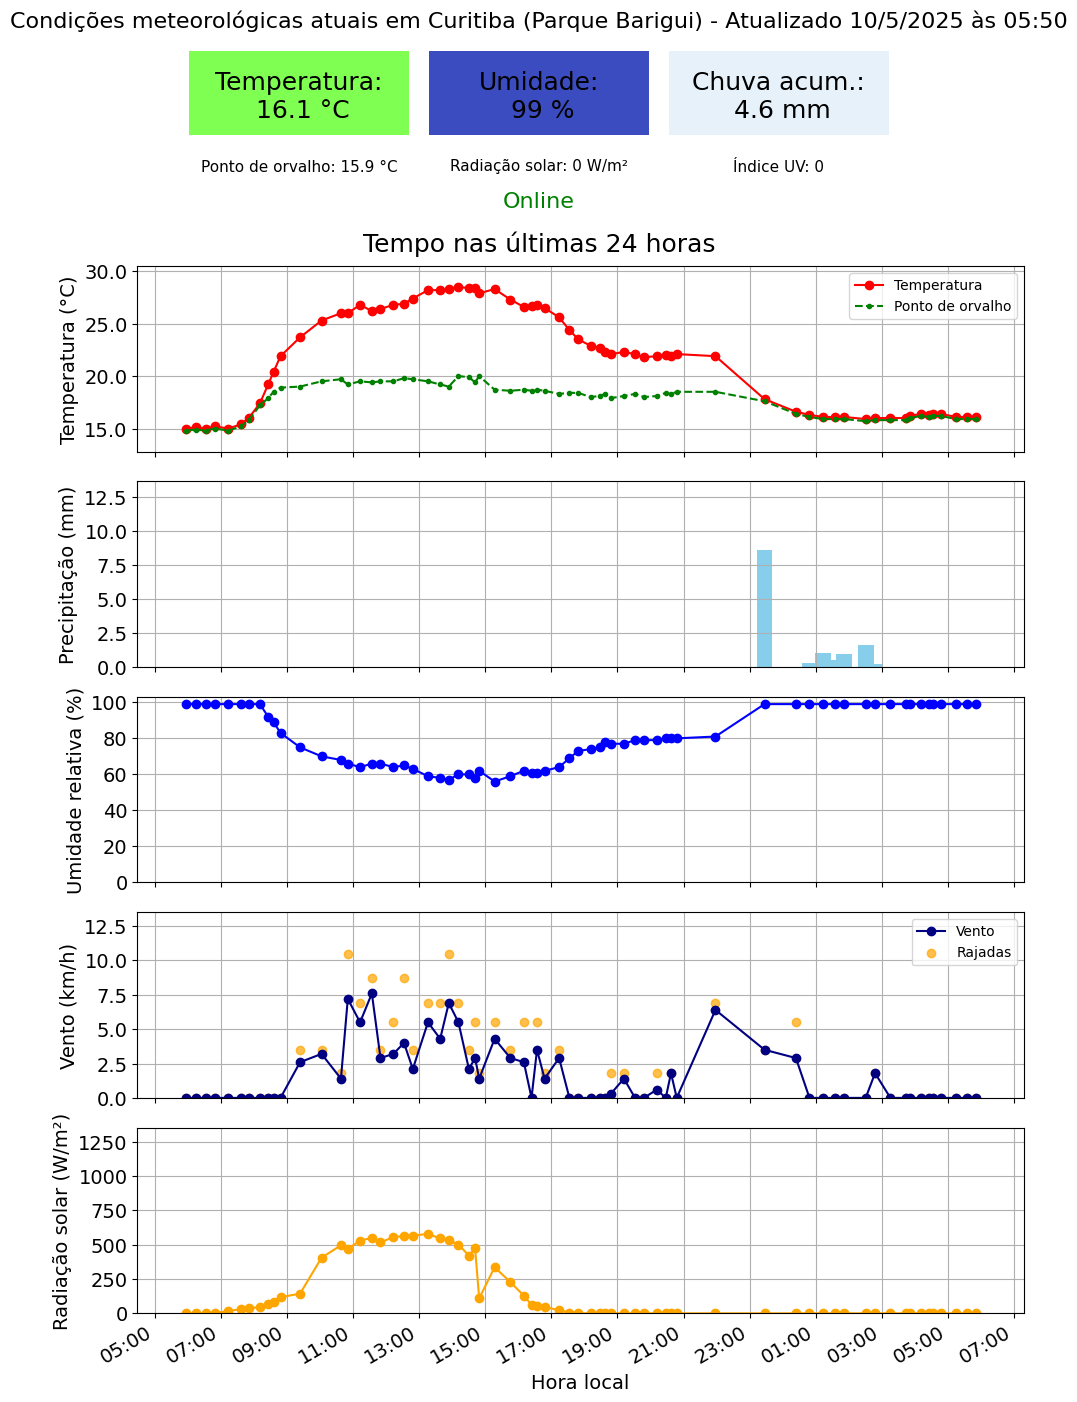 Condições meteorológicas atuais em Curitiba (Parque Barigui) - Atualizado 10/5/2025 às 05:50
Temperatura:
16.1 °C
Umidade:
99 %
Chuva acum.:
4.6 mm
Ponto de orvalho: 15.9 °C
Radiação solar: 0 W/m²
Índice UV: 0
Online
Tempo nas últimas 24 horas
Temperatura (°C)
30.0
25.0
20.0
15.0
Temperatura
Ponto de orvalho
Precipitação (mm)
12.5
10.0
7.5
5.0
2.5
0.0
Umidade relativa (%)
100
80
60
40
20
0
Vento (km/h)
12.5
10.0
7.5
5.0
2.5
0.0
Vento
Rajadas
Radiação solar (W/m²)
1250
1000
750
500
250
0
05:00
07:00
09:00
11:00
13:00
15:00
17:00
19:00
21:00
23:00
01:00
03:00
05:00
07:00
Hora local